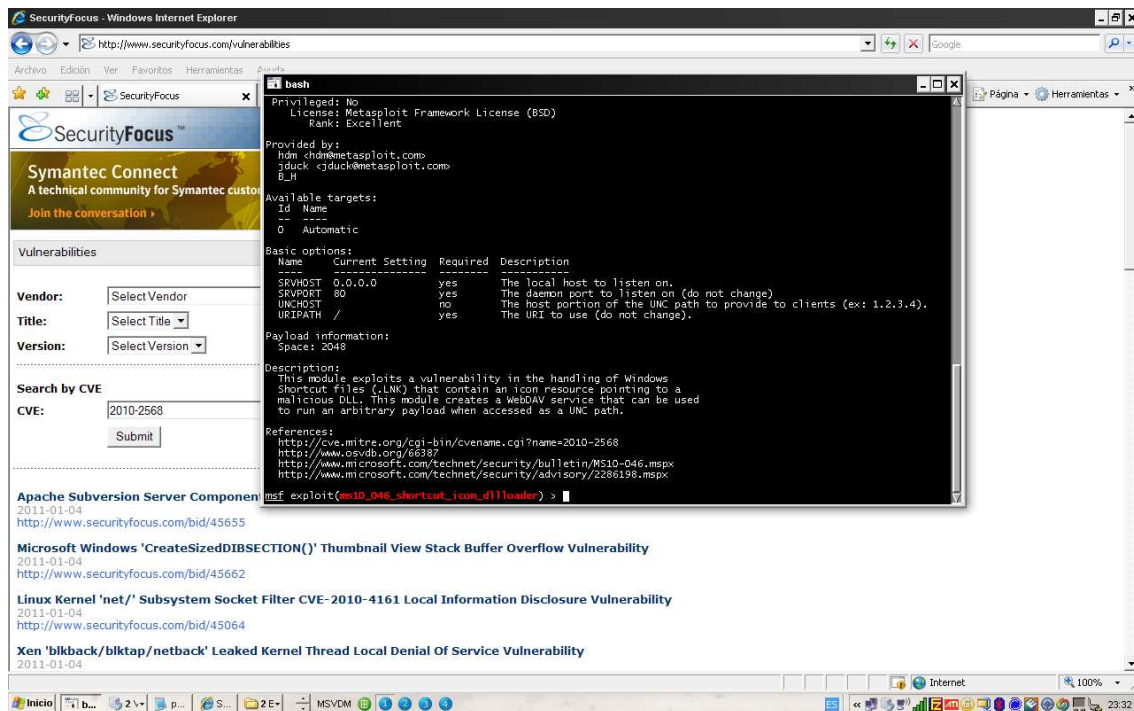 SecurityFocus - Windows Internet Explorer
http://www.securityfocus.com/vulnerabilities
Google
Archivo Edición Ver Favoritos Herramientas Ayuda
SecurityFocus
Página
Herramientas
SecurityFocus™
Symantec Connect
A technical community for Symantec custo
Join the conversation ›
Vulnerabilities
Vendor: Select Vendor
Title: Select Title
Version: Select Version
Search by CVE
CVE: 2010-2568
Submit
bash
Privileged: No
License: Metasploit Framework License (BSD)
Rank: Excellent
Provided by:
hdm <hdm@metasploit.com>
jduck <jduck@metasploit.com>
B_H
Available targets:
Id Name
-- ----
0 Automatic
Basic options:
Name Current Setting Required Description
---- --------------- -------- -----------
SRVHOST 0.0.0.0 yes The local host to listen on.
SRVPORT 80 yes The daemon port to listen on (do not change)
UNCHOST no The host portion of the UNC path to provide to clients (ex: 1.2.3.4).
URIPATH / yes The URI to use (do not change).
Payload information:
Space: 2048
Description:
This module exploits a vulnerability in the handling of Windows
Shortcut files (.LNK) that contain an icon resource pointing to a
malicious DLL. This module creates a WebDAV service that can be used
to run an arbitrary payload when accessed as a UNC path.
References:
http://cve.mitre.org/cgi-bin/cvename.cgi?name=2010-2568
http://www.osvdb.org/66387
http://www.microsoft.com/technet/security/bulletin/MS10-046.mspx
http://www.microsoft.com/technet/security/advisory/2286198.mspx
msf exploit(ms10_046_shortcut_icon_dllloader) >
Apache Subversion Server Component
2011-01-04
http://www.securityfocus.com/bid/45655
Microsoft Windows 'CreateSizedDIBSECTION()' Thumbnail View Stack Buffer Overflow Vulnerability
2011-01-04
http://www.securityfocus.com/bid/45662
Linux Kernel 'net/' Subsystem Socket Filter CVE-2010-4161 Local Information Disclosure Vulnerability
2011-01-04
http://www.securityfocus.com/bid/45064
Xen 'blkback/blktap/netback' Leaked Kernel Thread Local Denial Of Service Vulnerability
2011-01-04
Internet
100%
Inicio b... 2 p... S... 2 E MSVDM 1 2 3 4 ES 23:32